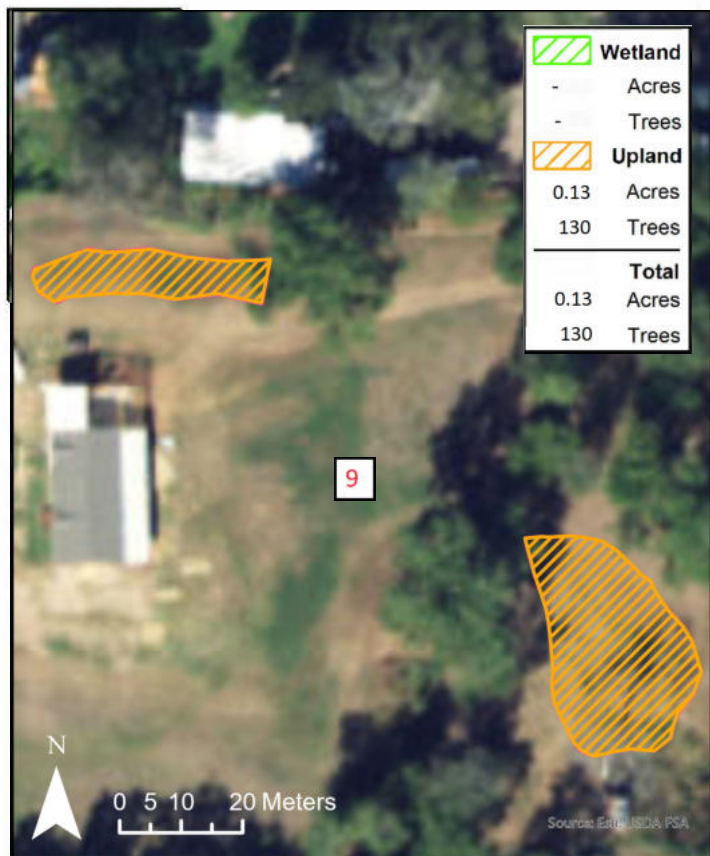 Wetland
- Acres
- Trees
Upland
0.13 Acres
130 Trees
Total
0.13 Acres
130 Trees
9
N
0 5 10 20 Meters
Source: Esri, USDA FSA